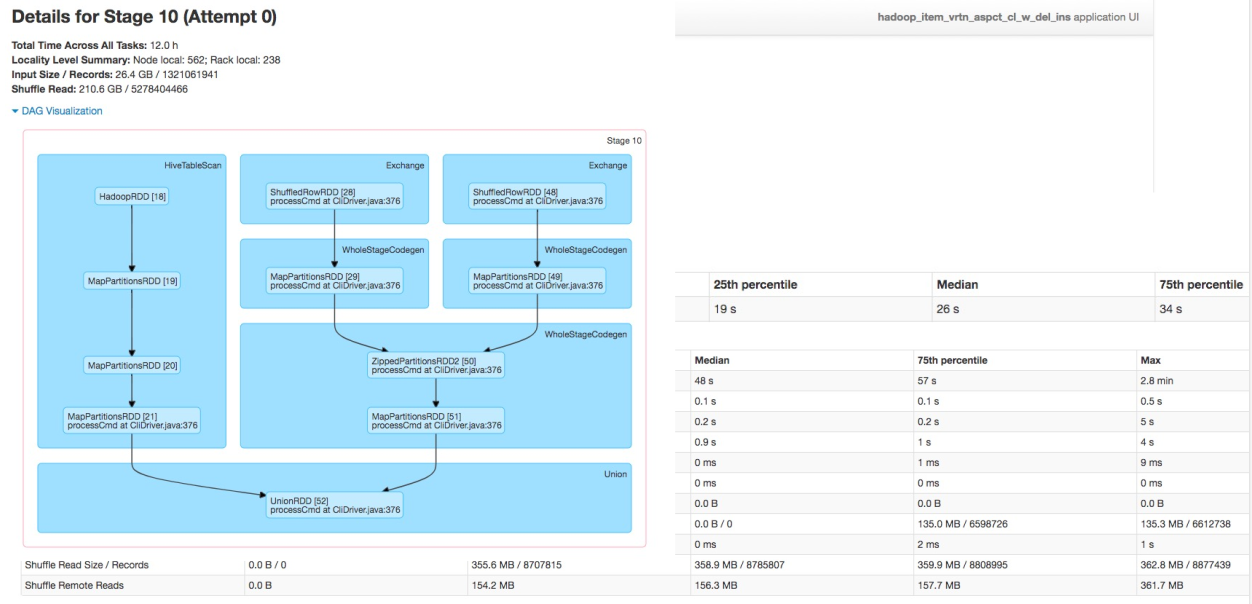 Details for Stage 10 (Attempt 0)
hadoop_item_vrtn_aspct_cl_w_del_ins application UI
Total Time Across All Tasks: 12.0 h
Locality Level Summary: Node local: 562; Rack local: 238
Input Size / Records: 26.4 GB / 1321061941
Shuffle Read: 210.6 GB / 5278404466
DAG Visualization
Stage 10
HiveTableScan
HadoopRDD [18]
MapPartitionsRDD [19]
MapPartitionsRDD [20]
MapPartitionsRDD [21]
processCmd at CliDriver.java:376
Exchange
ShuffledRowRDD [28]
processCmd at CliDriver.java:376
WholeStageCodegen
MapPartitionsRDD [29]
processCmd at CliDriver.java:376
Exchange
ShuffledRowRDD [48]
processCmd at CliDriver.java:376
WholeStageCodegen
MapPartitionsRDD [49]
processCmd at CliDriver.java:376
WholeStageCodegen
ZippedPartitionsRDD2 [50]
processCmd at CliDriver.java:376
MapPartitionsRDD [51]
processCmd at CliDriver.java:376
Union
UnionRDD [52]
processCmd at CliDriver.java:376
25th percentile Median 75th percentile
19 s 26 s 34 s
Median 75th percentile Max
48 s 57 s 2.8 min
0.1 s 0.1 s 0.5 s
0.2 s 0.2 s 5 s
0.9 s 1 s 4 s
0 ms 1 ms 9 ms
0 ms 0 ms 0 ms
0.0 B 0.0 B 0.0 B
0.0 B / 0 135.0 MB / 6598726 135.3 MB / 6612738
0 ms 2 ms 1 s
Shuffle Read Size / Records 0.0 B / 0 355.6 MB / 8707815 358.9 MB / 8785807 359.9 MB / 8808995 362.8 MB / 8877439
Shuffle Remote Reads 0.0 B 154.2 MB 156.3 MB 157.7 MB 361.7 MB